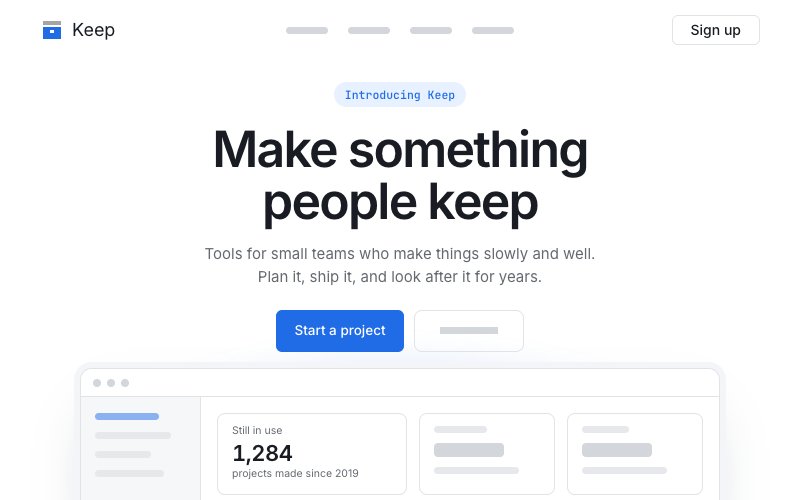 Keep
Sign up
Introducing Keep
Make something
people keep
Tools for small teams who make things slowly and well.
Plan it, ship it, and look after it for years.
Start a project
Still in use
1,284
projects made since 2019